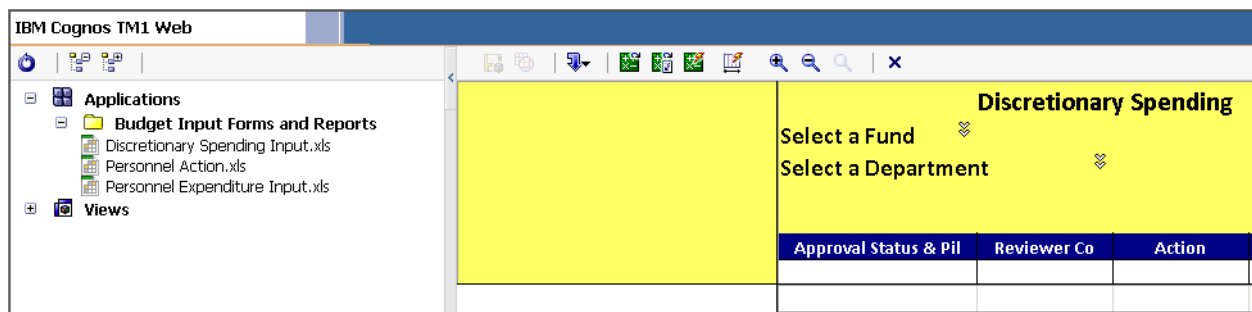 IBM Cognos TM1 Web
Applications
Budget Input Forms and Reports
Discretionary Spending Input.xls
Personnel Action.xls
Personnel Expenditure Input.xls
Views
Discretionary Spending
Select a Fund
Select a Department
Approval Status & Pil Reviewer Co Action